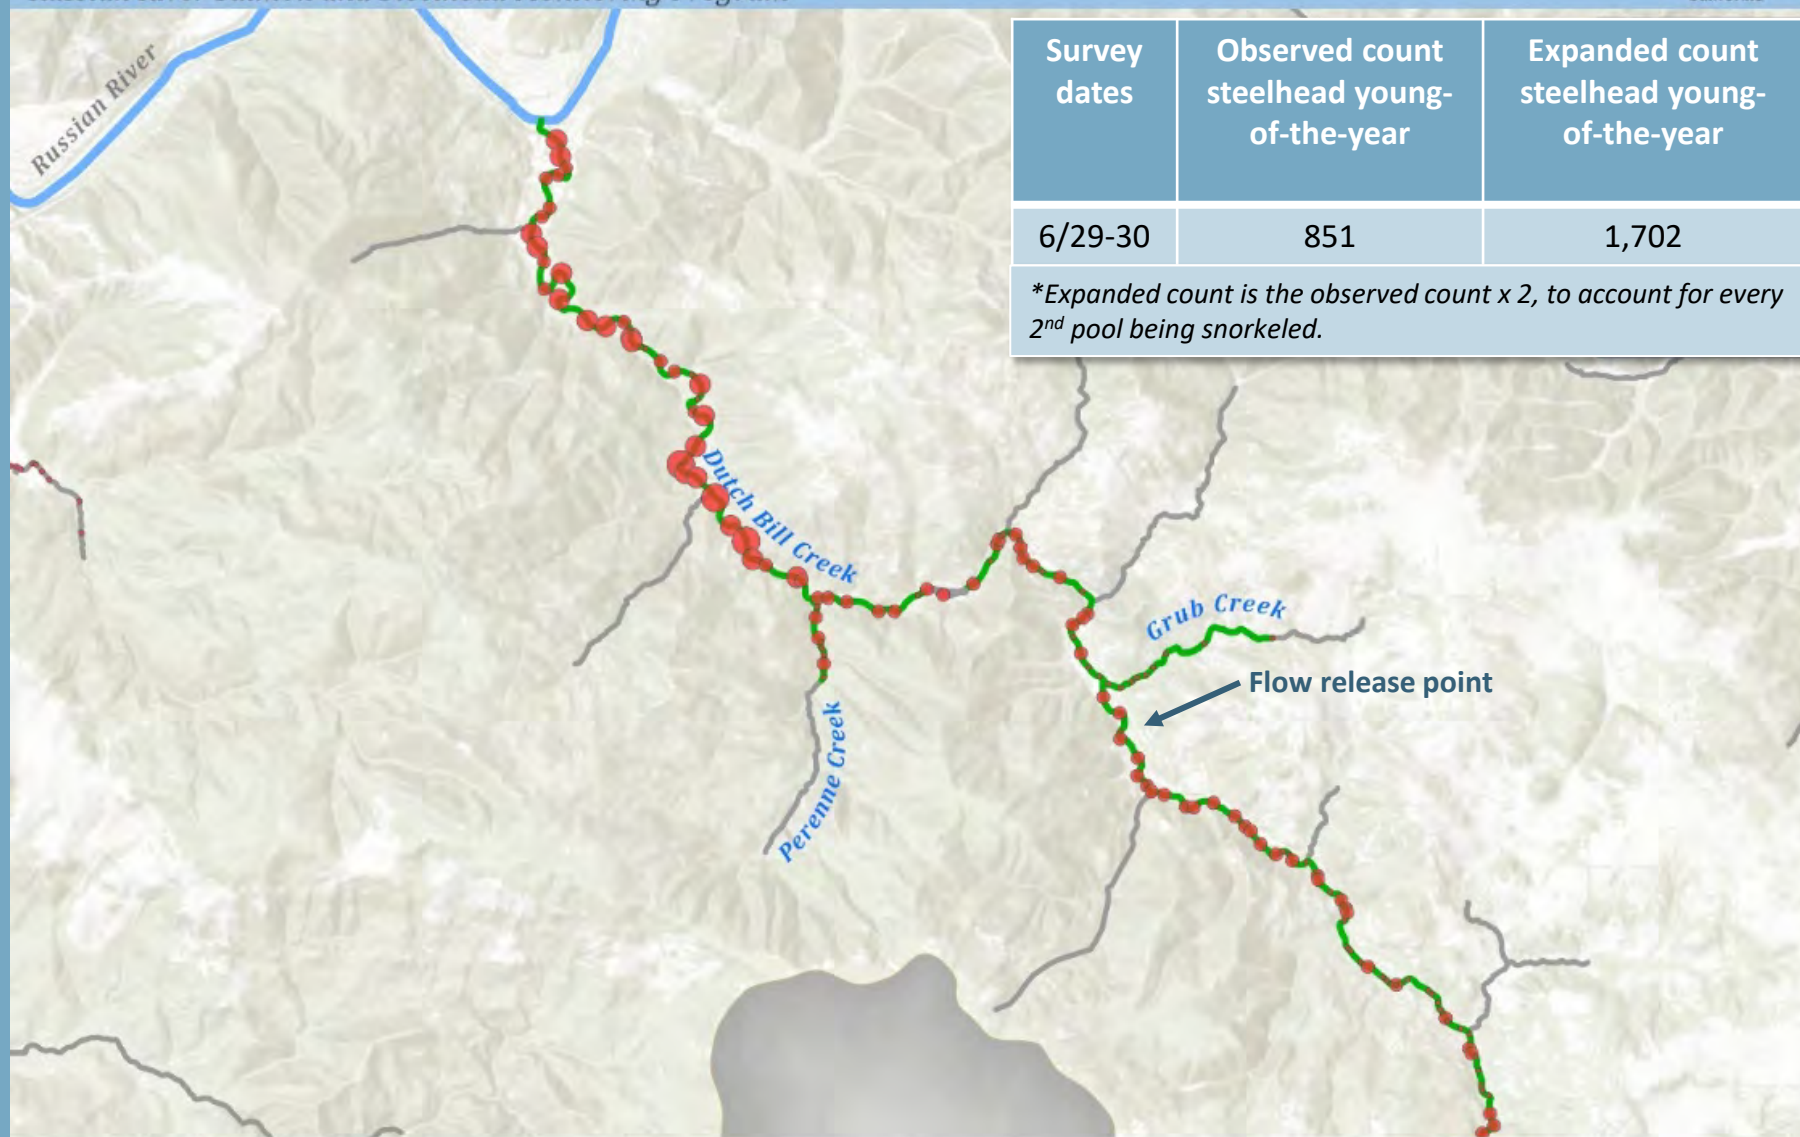 Russian River
Survey dates
Observed count steelhead young-of-the-year
Expanded count steelhead young-of-the-year
6/29-30
851
1,702
*Expanded count is the observed count x 2, to account for every
2nd pool being snorkeled.
Dutch Bill Creek
Grub Creek
Flow release point
Perenne Creek